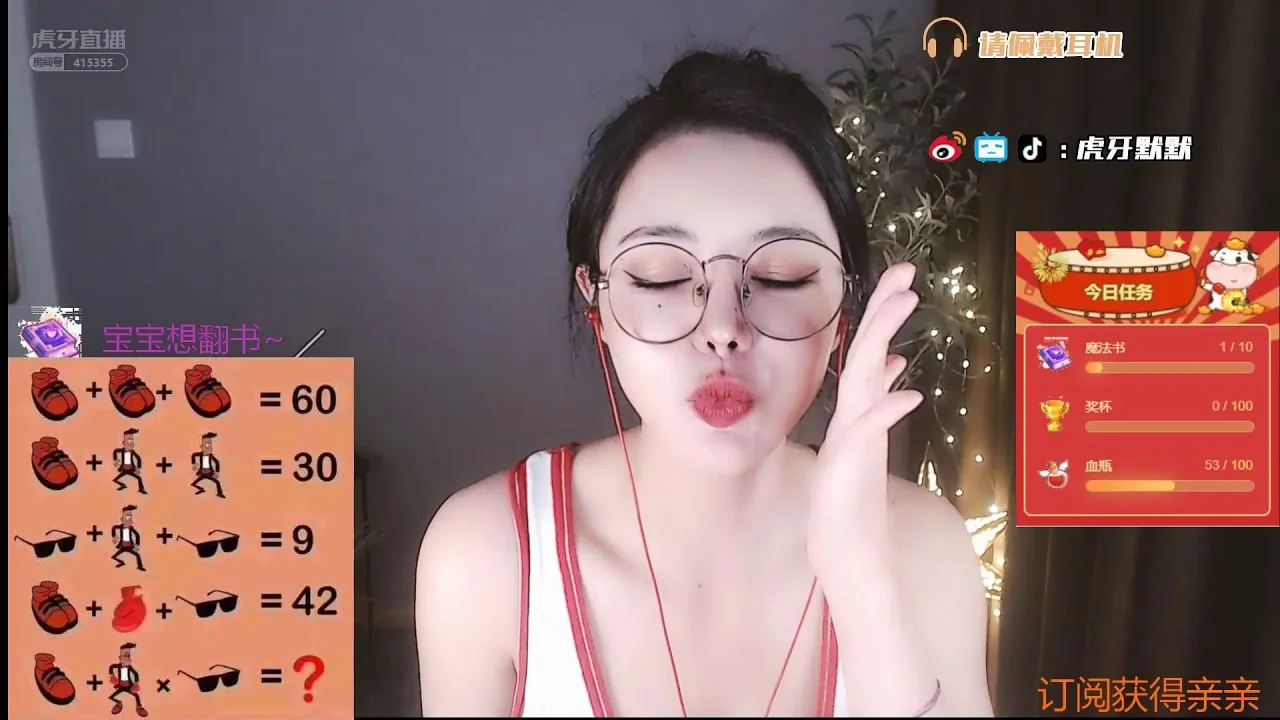 虎牙直播
房间号 415355
请佩戴耳机
: 虎牙默默
今日任务
魔法书 1 / 10
奖杯 0 / 100
血瓶 53 / 100
宝宝想翻书~
+ + = 60
+ + = 30
+ + = 9
+ + = 42
+ × = ?
订阅获得亲亲